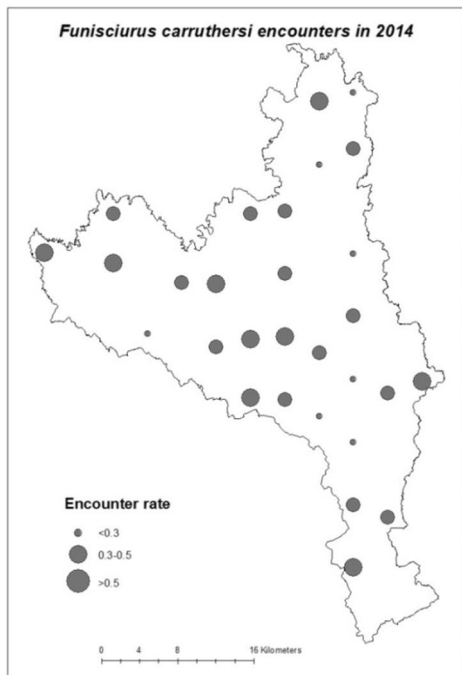 Funisciurus carruthersi encounters in 2014
Encounter rate
<0.3
0.3-0.5
>0.5
0 4 8 16 Kilometers